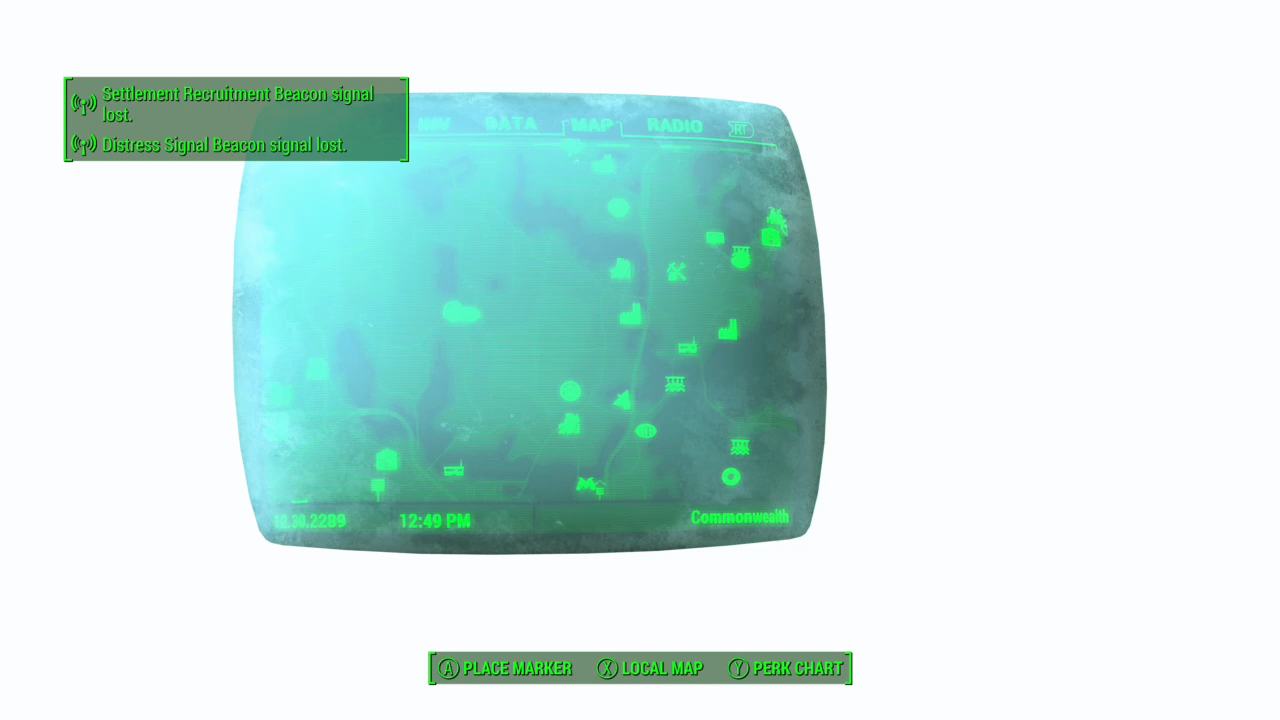 Settlement Recruitment Beacon signal
lost.
Distress Signal Beacon signal lost.
INV DATA MAP RADIO RT
12:49 PM
Commonwealth
A PLACE MARKER X LOCAL MAP Y PERK CHART